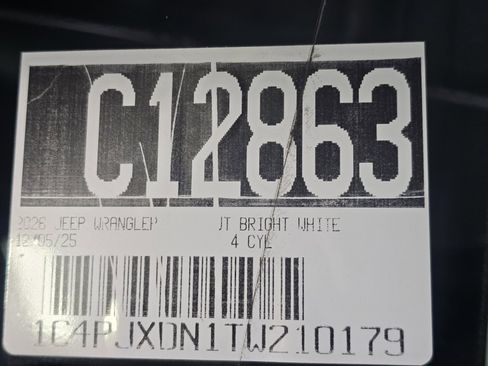 C12863
2026 JEEP WRANGLER JT BRIGHT WHITE
12/05/25 4 CYL
1C4PJXDN1TW210179